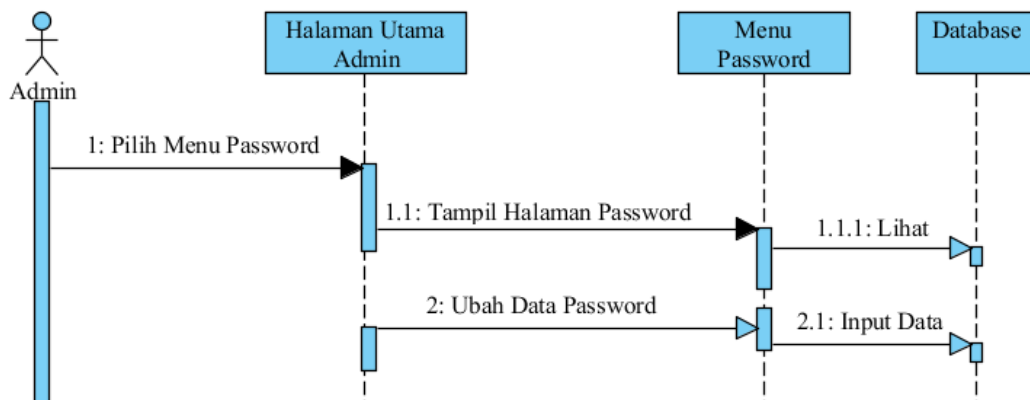 Halaman Utama
Admin
Menu
Password
Database
Admin
1: Pilih Menu Password
1.1: Tampil Halaman Password
1.1.1: Lihat
2: Ubah Data Password
2.1: Input Data